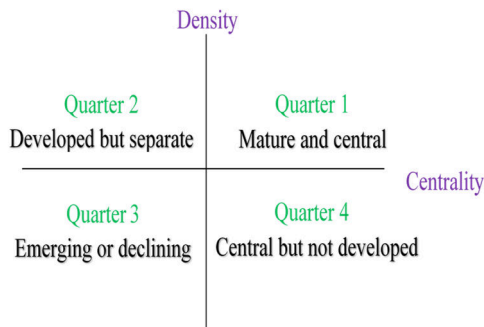 Density
Quarter 2
Developed but separate
Quarter 1
Mature and central
Centrality
Quarter 3
Emerging or declining
Quarter 4
Central but not developed